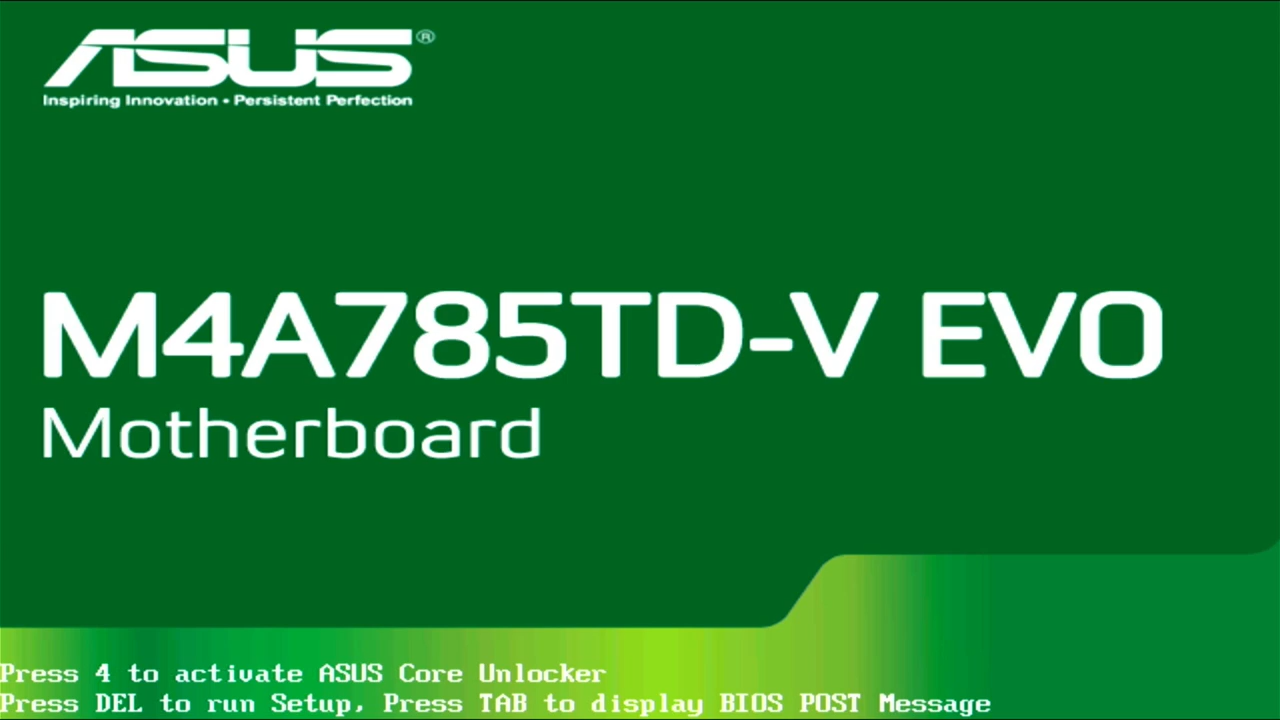 ASUS®
Inspiring Innovation • Persistent Perfection
M4A785TD-V EVO
Motherboard
Press 4 to activate ASUS Core Unlocker
Press DEL to run Setup, Press TAB to display BIOS POST Message